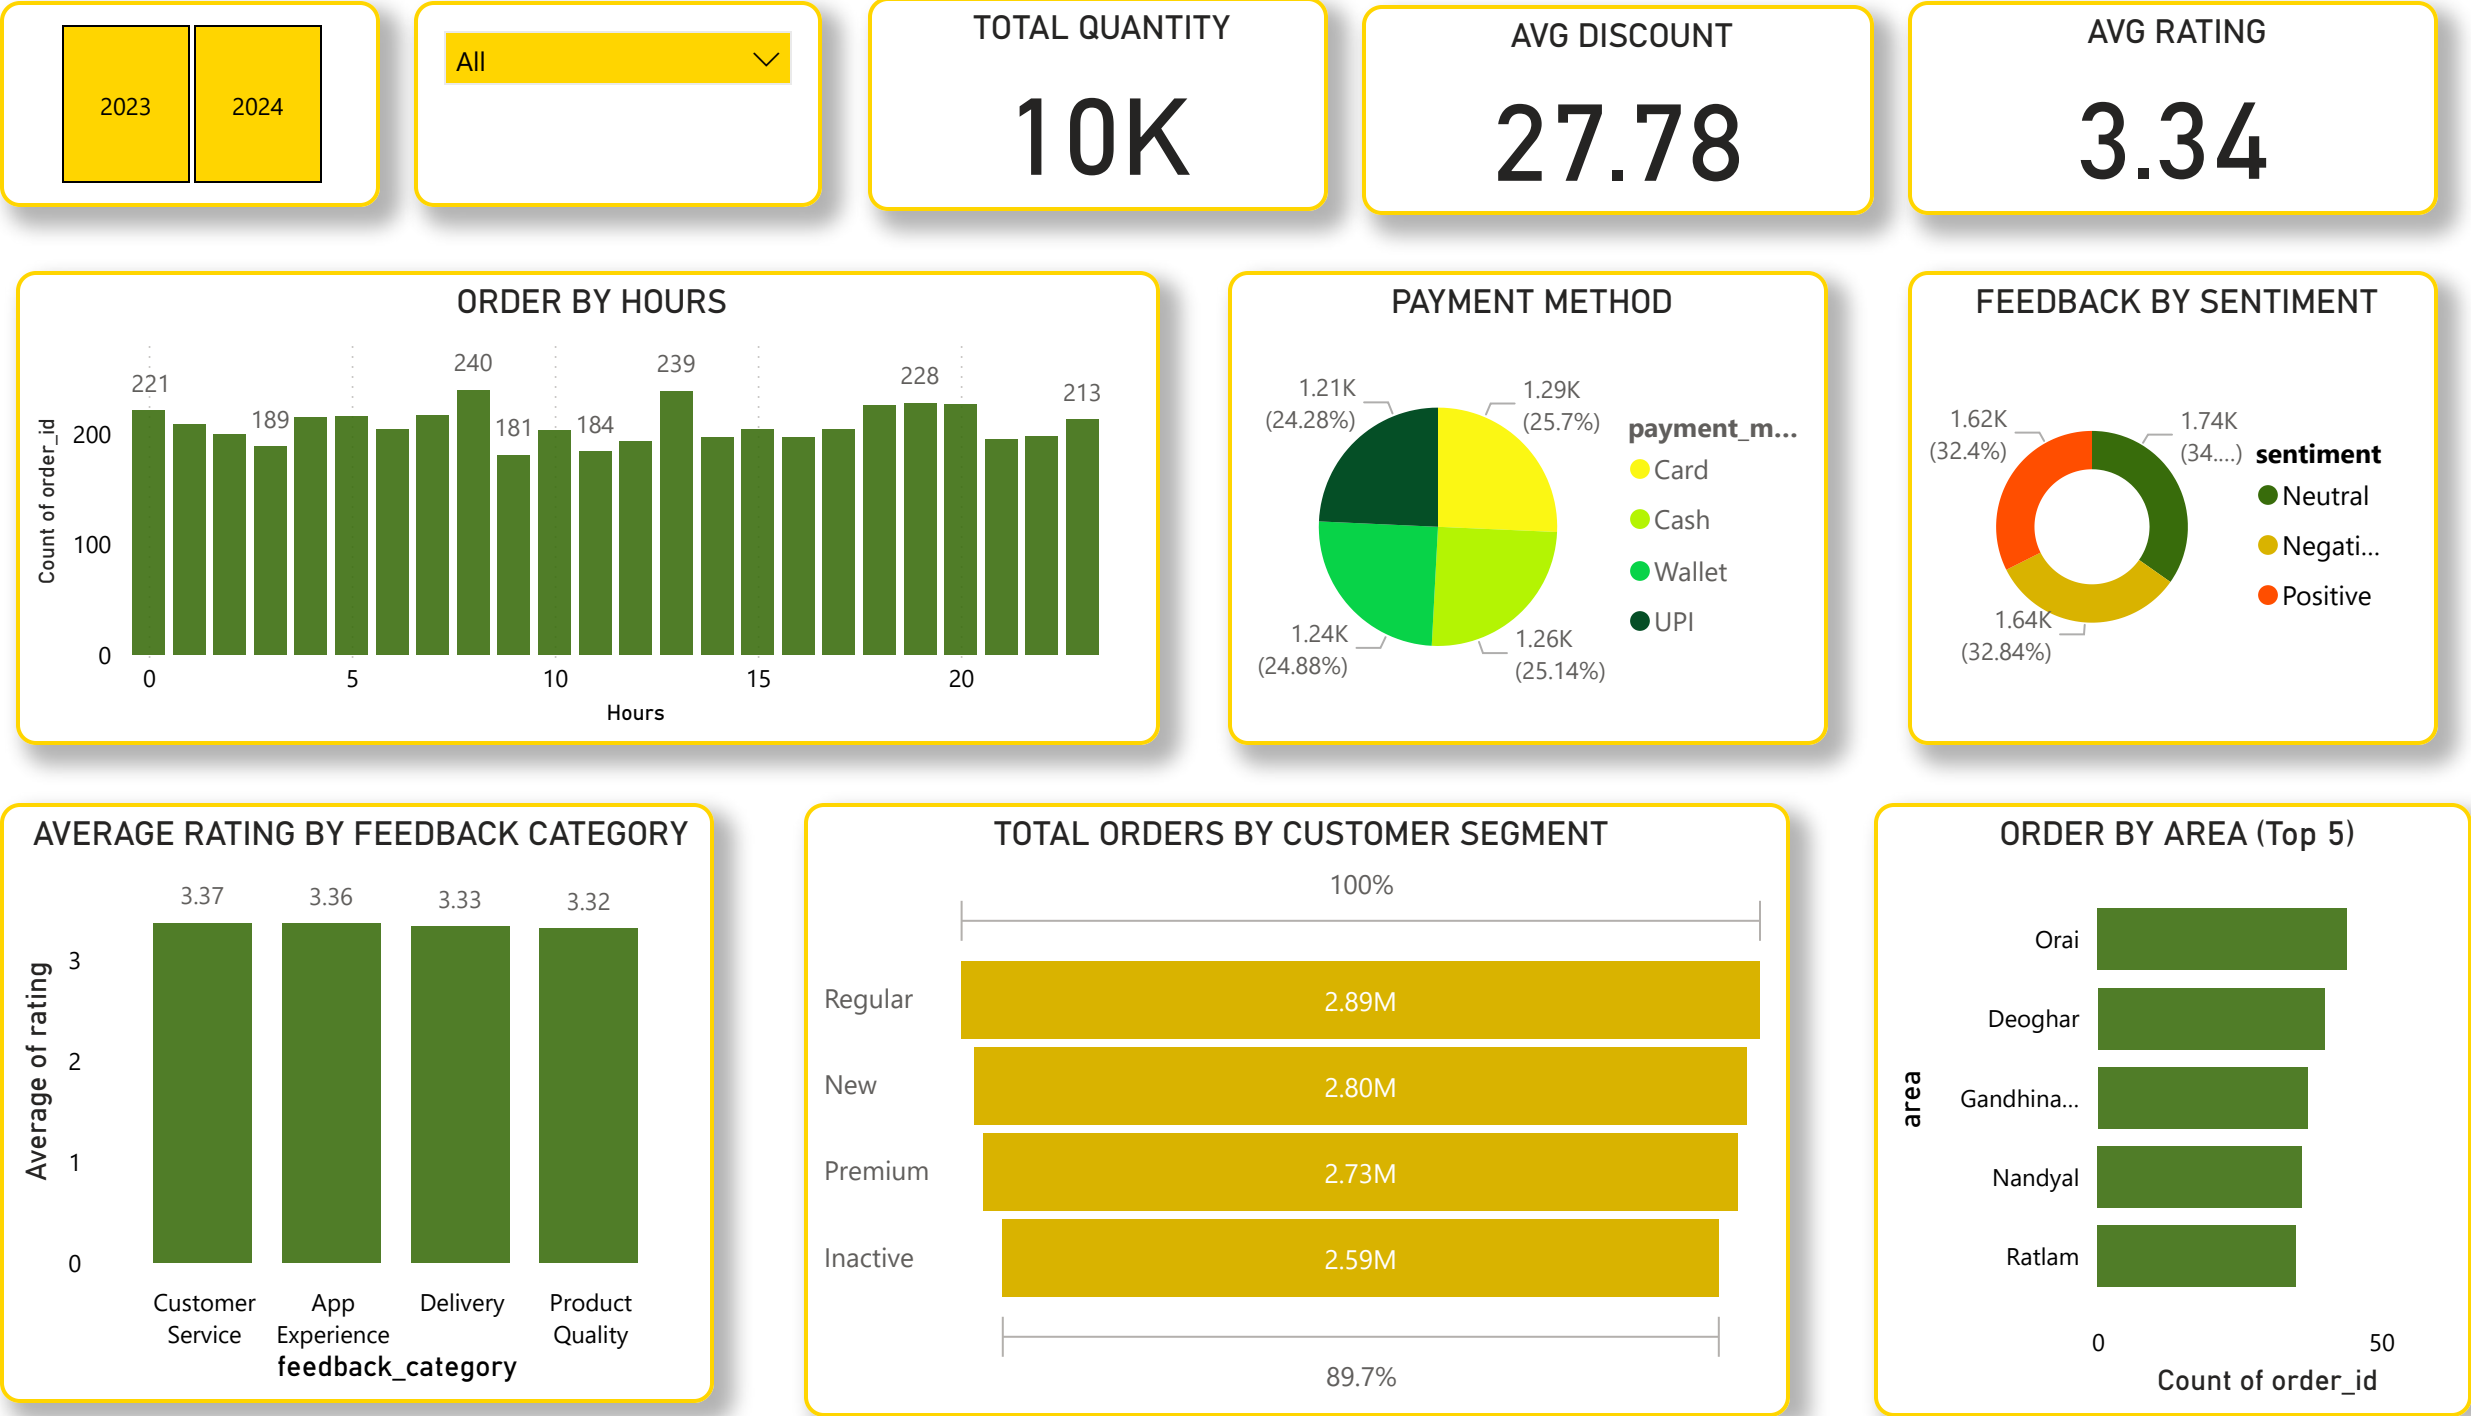 2023
2024
All
TOTAL QUANTITY
10K
AVG DISCOUNT
27.78
AVG RATING
3.34
ORDER BY HOURS
Count of order_id
200
100
0
221
189
240
181
184
239
228
213
0
5
10
15
20
Hours
PAYMENT METHOD
1.21K
(24.28%)
1.29K
(25.7%)
1.24K
(24.88%)
1.26K
(25.14%)
payment_m...
Card
Cash
Wallet
UPI
FEEDBACK BY SENTIMENT
1.62K
(32.4%)
1.74K
(34....)
1.64K
(32.84%)
sentiment
Neutral
Negati...
Positive
AVERAGE RATING BY FEEDBACK CATEGORY
Average of rating
3
2
1
0
3.37
3.36
3.33
3.32
Customer
Service
App
Experience
Delivery
Product
Quality
feedback_category
TOTAL ORDERS BY CUSTOMER SEGMENT
100%
Regular
2.89M
New
2.80M
Premium
2.73M
Inactive
2.59M
89.7%
ORDER BY AREA (Top 5)
area
Orai
Deoghar
Gandhina...
Nandyal
Ratlam
0
50
Count of order_id